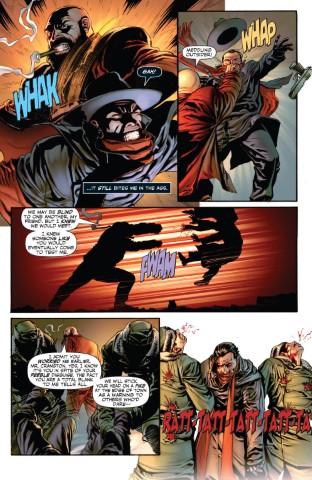 WHAK
GAK!
...IT STILL BITES ME IN THE ASS.
MEDDLING
OUTSIDER!
WHAP
WE MAY BE BLIND
TO ONE ANOTHER, MY
FRIEND. BUT I KNEW
WE WOULD MEET.
I KNEW
SOMEONE LIKE
YOU WOULD
EVENTUALLY COME
TO TEST ME.
FWAM
I ADMIT YOU
WORRIED ME EARLIER,
MR. CRANSTON. YES, I KNOW
IT'S YOU IN SPITE OF YOUR
FEEBLE DISGUISE. THE FACT
YOU ARE A TOTAL BLANK
TO ME TELLS ALL.
WE WILL STICK
YOUR HEAD ON A PIKE
AT THE EDGE OF TOWN
AS A WARNING TO
OTHERS WHO'D
DARE--
RATT-TATT-TATT-TATT-TA